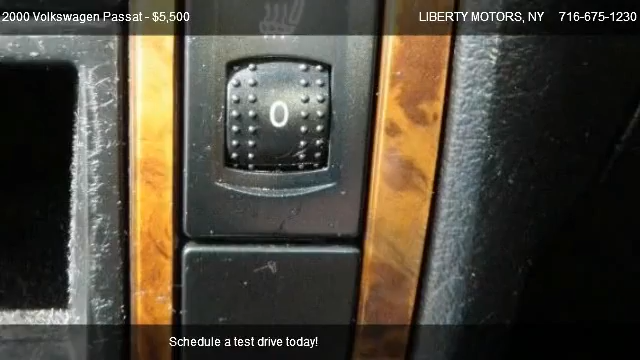 2000 Volkswagen Passat - $5,500
LIBERTY MOTORS, NY 716-675-1230
0
Schedule a test drive today!